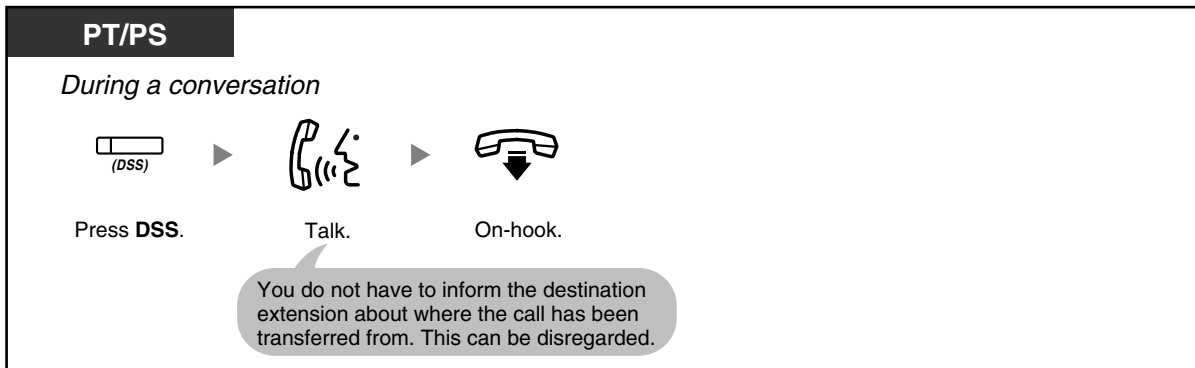 PT/PS
During a conversation
(DSS)
Press DSS.
Talk.
On-hook.
You do not have to inform the destination
extension about where the call has been
transferred from. This can be disregarded.